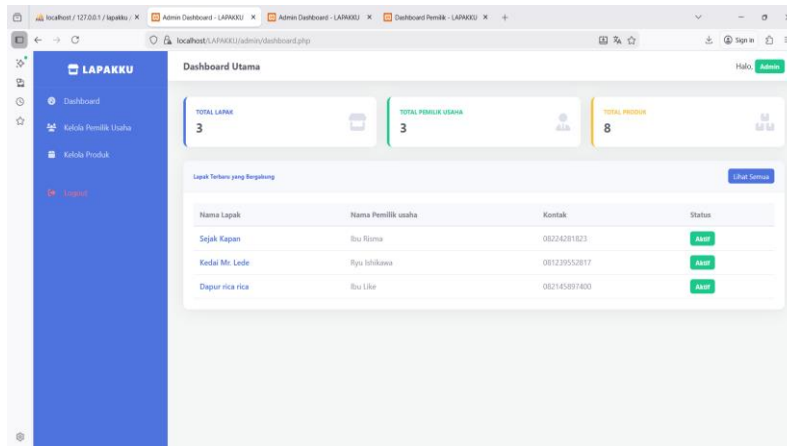 localhost / 127.0.0.1 / lapakku /
Admin Dashboard - LAPAKKU
Admin Dashboard - LAPAKKU
Dashboard Pemilik - LAPAKKU
localhost/LAPAKKU/admin/dashboard.php
Sign in
LAPAKKU
Dashboard
Kelola Pemilik Usaha
Kelola Produk
Logout
Dashboard Utama
Halo, Admin
TOTAL LAPAK
3
TOTAL PEMILIK USAHA
3
TOTAL PRODUK
8
Lapak Terbaru yang Bergabung
Lihat Semua
Nama Lapak Nama Pemilik usaha Kontak Status
Sejak Kapan Ibu Risma 08224281823 Aktif
Kedai Mr. Lede Ryu Ishikawa 081239552817 Aktif
Dapur rica rica Ibu Like 082145897400 Aktif